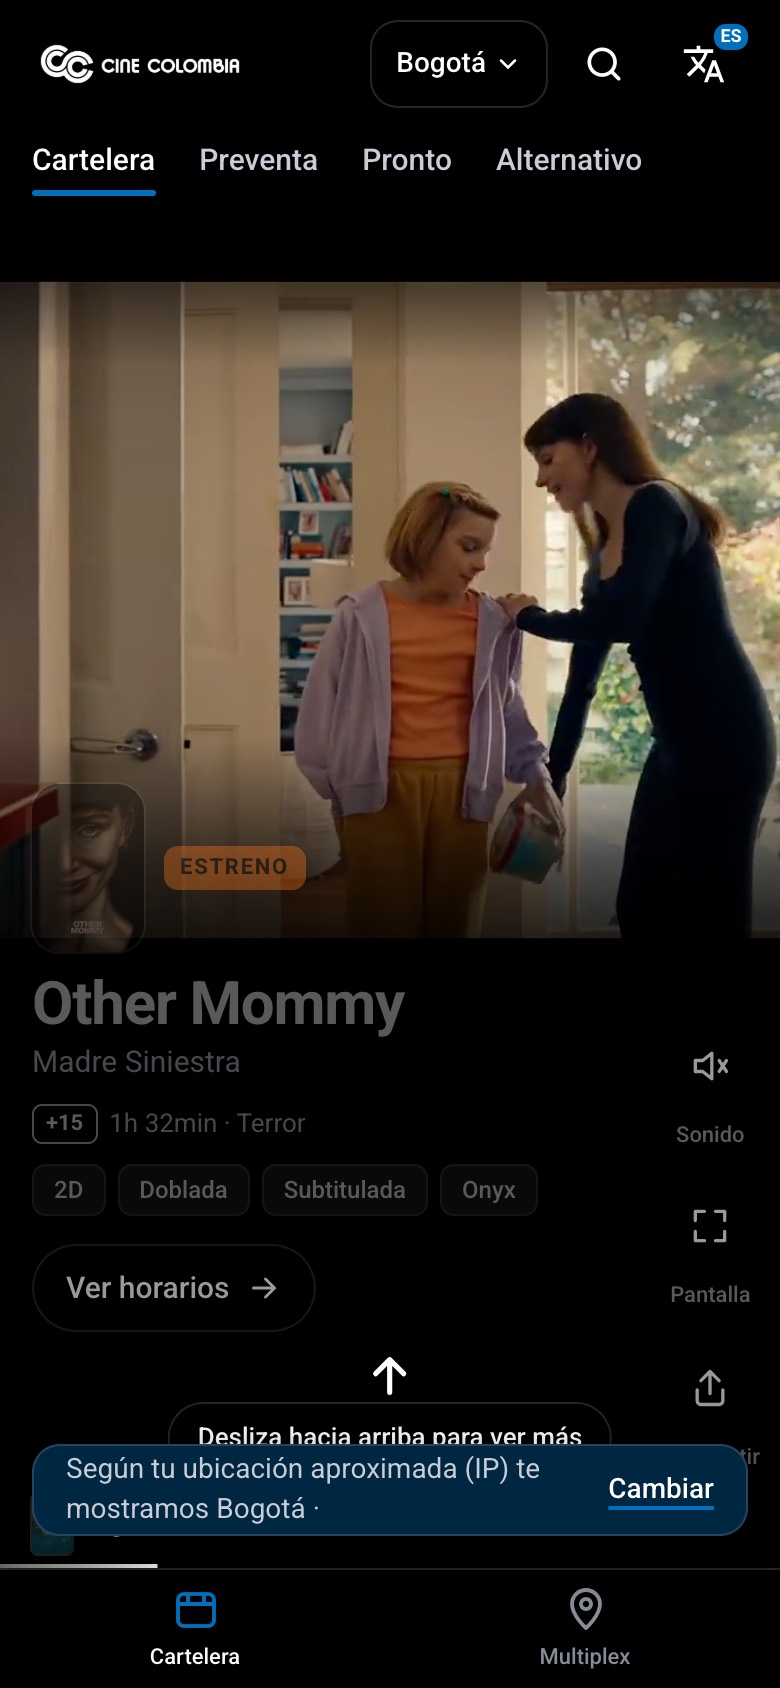 CINE COLOMBIA
Bogotá
ES
Cartelera
Preventa
Pronto
Alternativo
OTHER
MOMMY
ESTRENO
Other Mommy
Madre Siniestra
+15
1h 32min · Terror
2D
Doblada
Subtitulada
Onyx
Ver horarios
Sonido
Pantalla
tir
Desliza hacia arriba para ver más
Según tu ubicación aproximada (IP) te
mostramos Bogotá ·
Cambiar
Cartelera
Multiplex